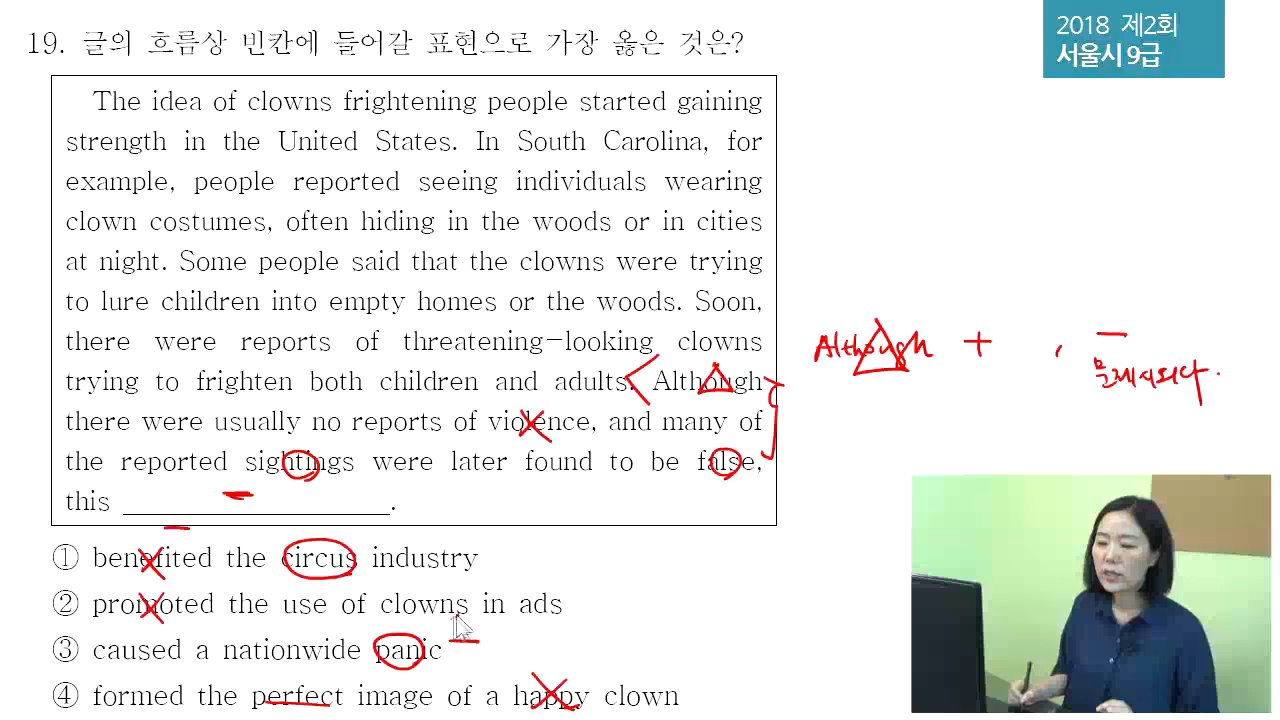 2018 제2회
서울시 9급
19. 글의 흐름상 빈칸에 들어갈 표현으로 가장 옳은 것은?
The idea of clowns frightening people started gaining
strength in the United States. In South Carolina, for
example, people reported seeing individuals wearing
clown costumes, often hiding in the woods or in cities
at night. Some people said that the clowns were trying
to lure children into empty homes or the woods. Soon,
there were reports of threatening-looking clowns
trying to frighten both children and adults. Although
there were usually no reports of violence, and many of
the reported sightings were later found to be false,
this ____________________.
① benefited the circus industry
② promoted the use of clowns in ads
③ caused a nationwide panic
④ formed the perfect image of a happy clown
Although + , —
문제시되다.